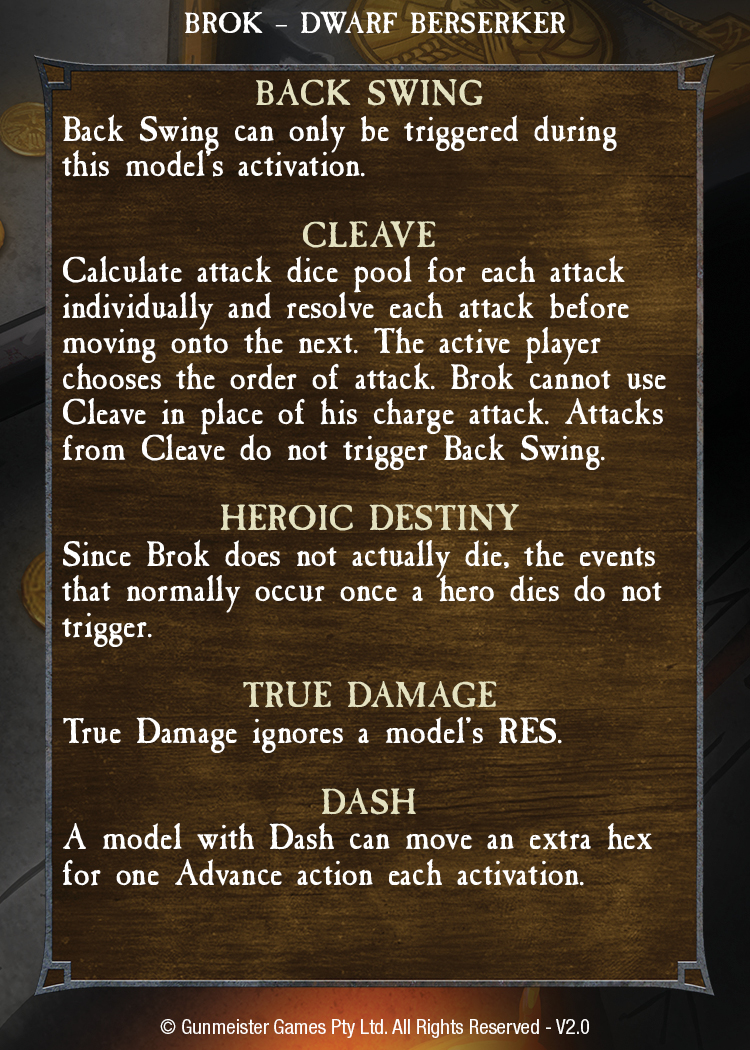 BROK – DWARF BERSERKER
BACK SWING
Back Swing can only be triggered during
this model's activation.
CLEAVE
Calculate attack dice pool for each attack
individually and resolve each attack before
moving onto the next. The active player
chooses the order of attack. Brok cannot use
Cleave in place of his charge attack. Attacks
from Cleave do not trigger Back Swing.
HEROIC DESTINY
Since Brok does not actually die, the events
that normally occur once a hero dies do not
trigger.
TRUE DAMAGE
True Damage ignores a model's RES.
DASH
A model with Dash can move an extra hex
for one Advance action each activation.
© Gunmeister Games Pty Ltd. All Rights Reserved - V2.0